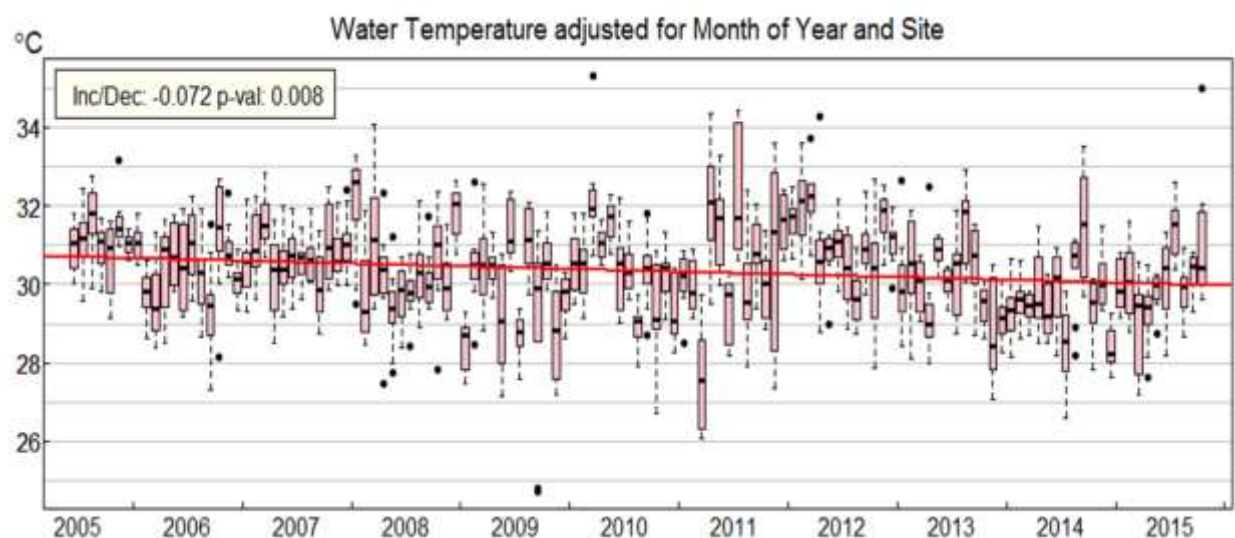 Water Temperature adjusted for Month of Year and Site
°C
Inc/Dec: -0.072 p-val: 0.008
34
32
30
28
26
2005 2006 2007 2008 2009 2010 2011 2012 2013 2014 2015